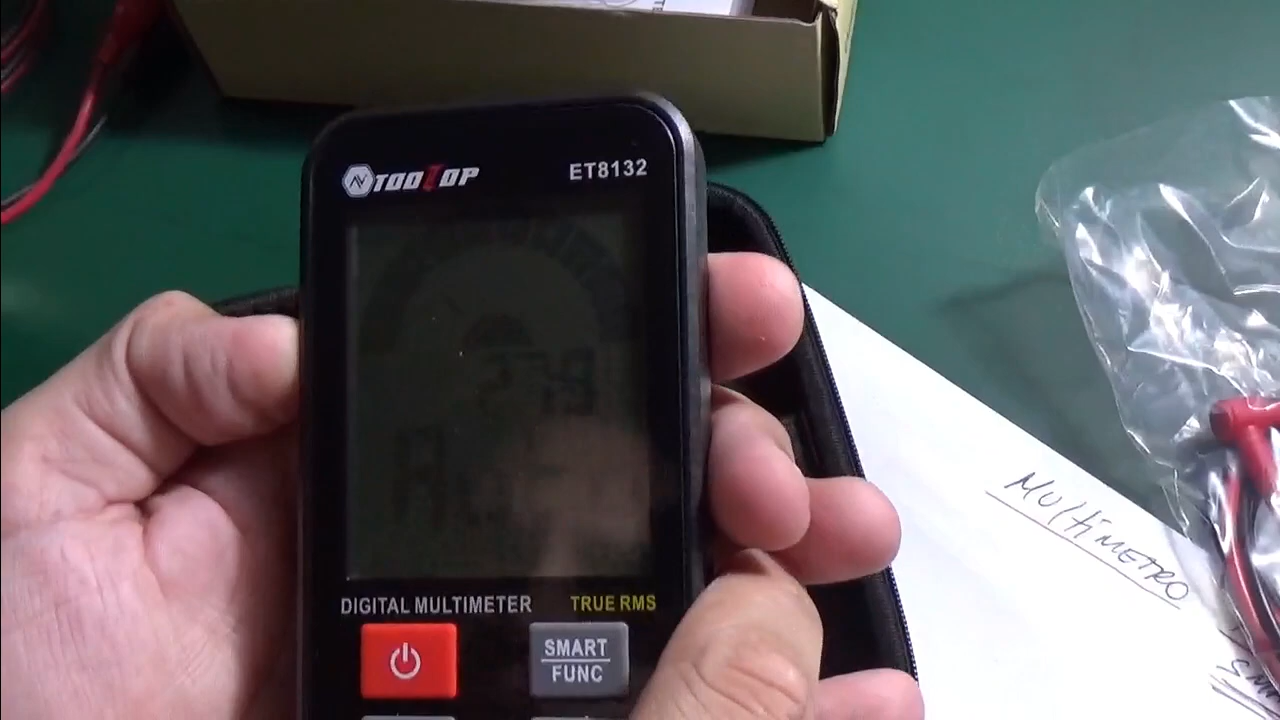 TOOLTOP
ET8132
DIGITAL MULTIMETER
TRUE RMS
SMART
FUNC
MULTIMETRO